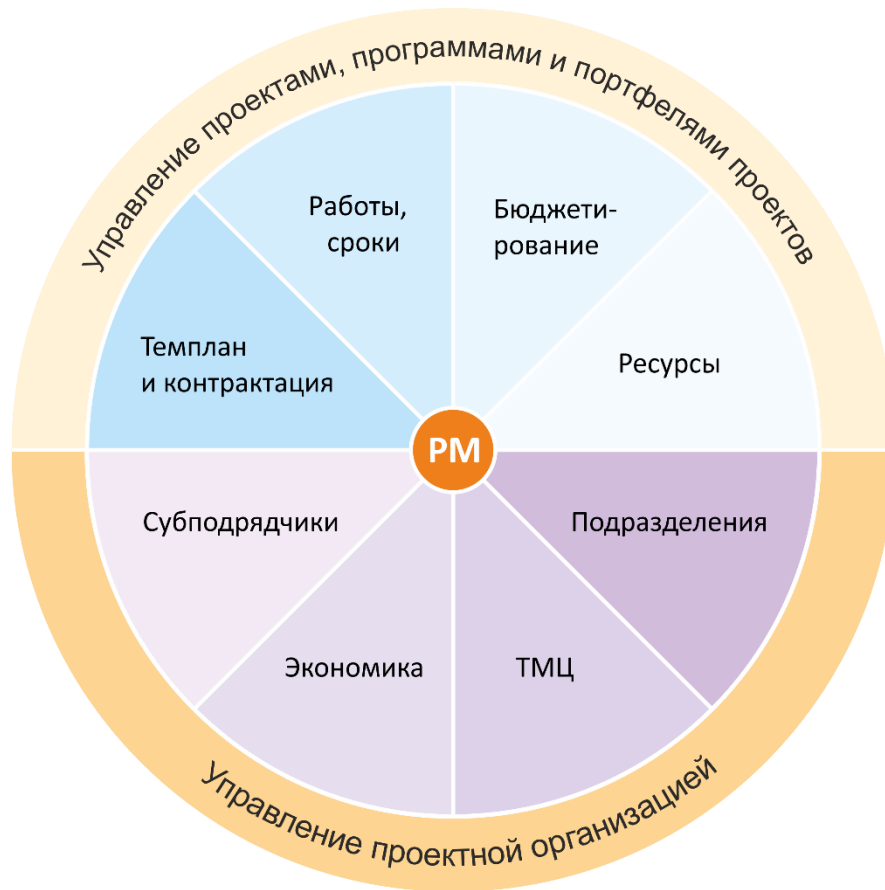 Управление проектами, программами и портфелями проектов
Работы,
сроки
Бюджети-
рование
Темплан
и контрактация
Ресурсы
PM
Субподрядчики
Подразделения
Экономика
ТМЦ
Управление проектной организацией